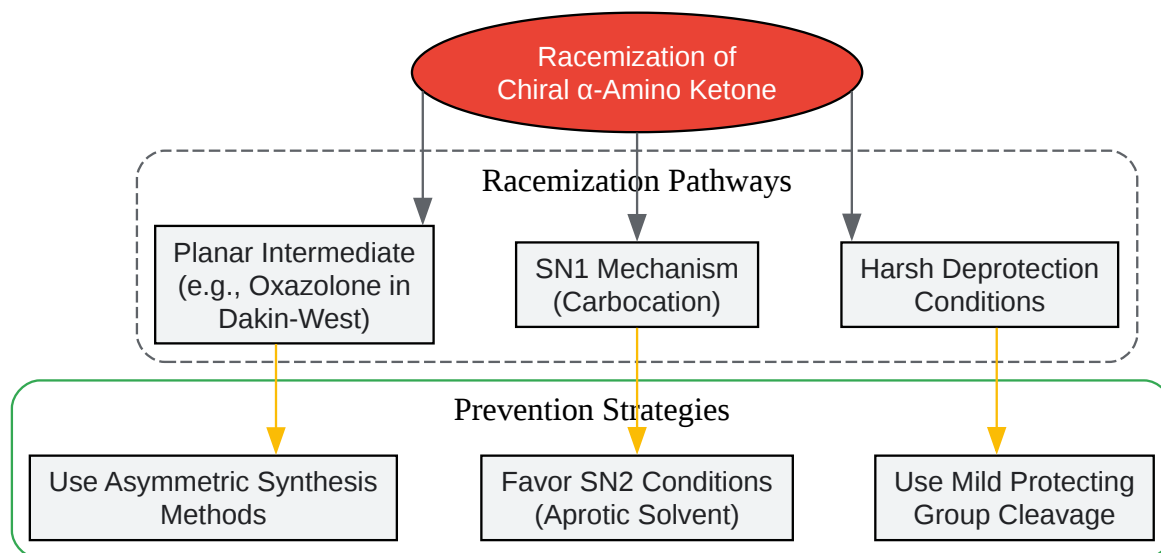 Racemization of
Chiral α-Amino Ketone
Racemization Pathways
Planar Intermediate
(e.g., Oxazolone in
Dakin-West)
SN1 Mechanism
(Carbocation)
Harsh Deprotection
Conditions
Prevention Strategies
Use Asymmetric Synthesis
Methods
Favor SN2 Conditions
(Aprotic Solvent)
Use Mild Protecting
Group Cleavage